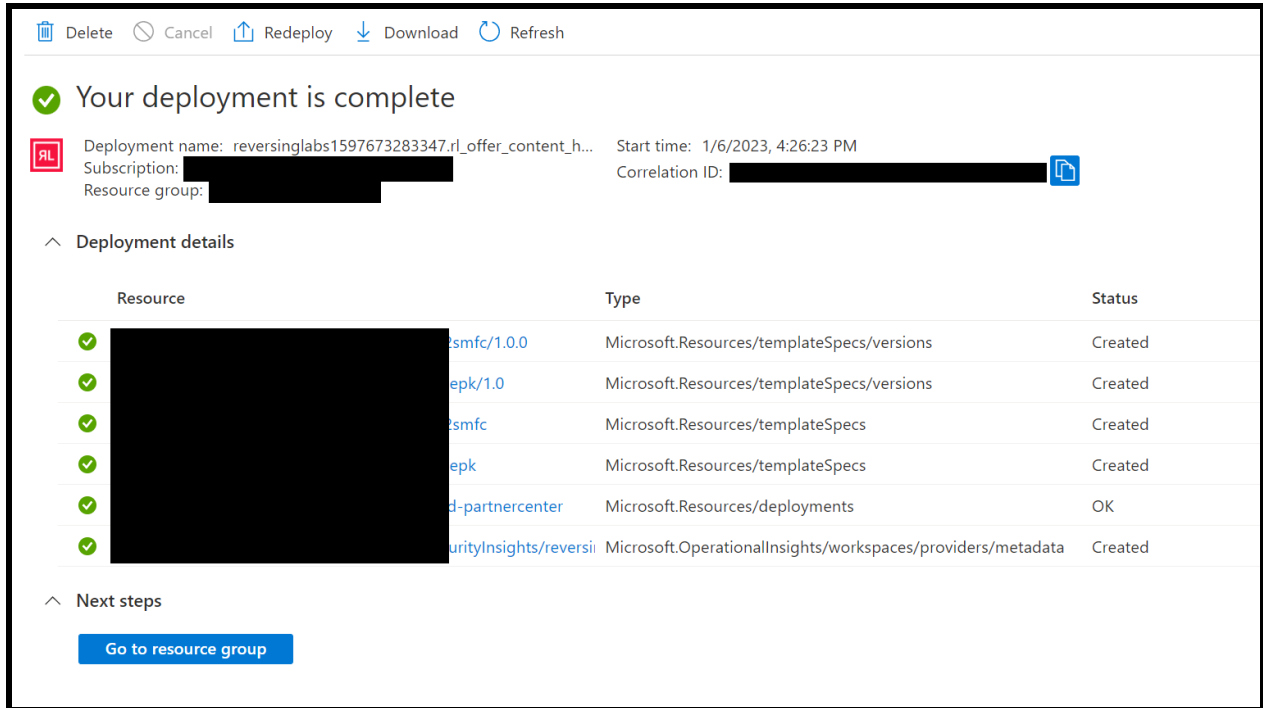 Delete Cancel Redeploy Download Refresh
Your deployment is complete
RL
Deployment name: reversinglabs1597673283347.rl_offer_content_h... Start time: 1/6/2023, 4:26:23 PM
Subscription: Correlation ID:
Resource group:
Deployment details
Resource Type Status
2smfc/1.0.0 Microsoft.Resources/templateSpecs/versions Created
epk/1.0 Microsoft.Resources/templateSpecs/versions Created
2smfc Microsoft.Resources/templateSpecs Created
epk Microsoft.Resources/templateSpecs Created
d-partnercenter Microsoft.Resources/deployments OK
urityInsights/reversi Microsoft.OperationalInsights/workspaces/providers/metadata Created
Next steps
Go to resource group